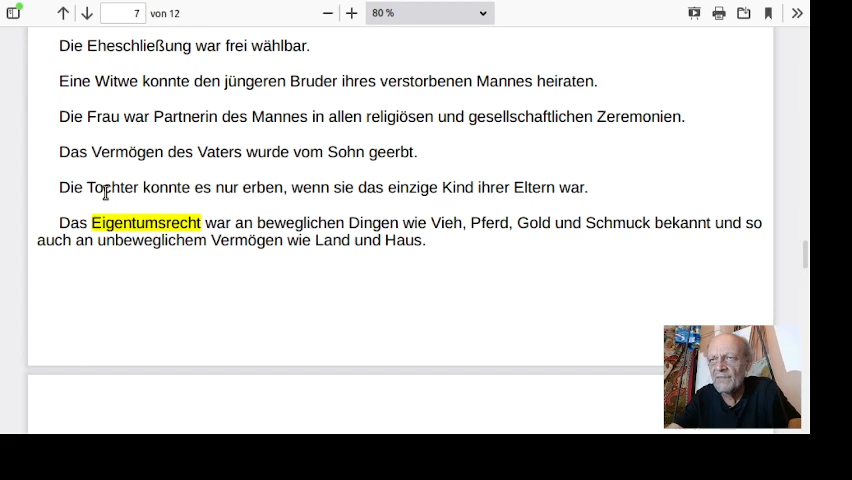 7 von 12
80 %
Die Eheschließung war frei wählbar.
Eine Witwe konnte den jüngeren Bruder ihres verstorbenen Mannes heiraten.
Die Frau war Partnerin des Mannes in allen religiösen und gesellschaftlichen Zeremonien.
Das Vermögen des Vaters wurde vom Sohn geerbt.
Die Tochter konnte es nur erben, wenn sie das einzige Kind ihrer Eltern war.
Das Eigentumsrecht war an beweglichen Dingen wie Vieh, Pferd, Gold und Schmuck bekannt und so
auch an unbeweglichem Vermögen wie Land und Haus.